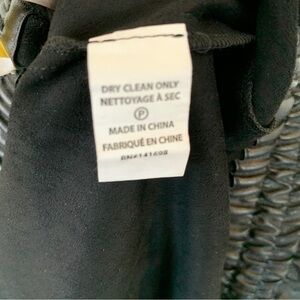 DRY CLEAN ONLY
NETTOYAGE À SEC
P
MADE IN CHINA
FABRIQUÉ EN CHINE